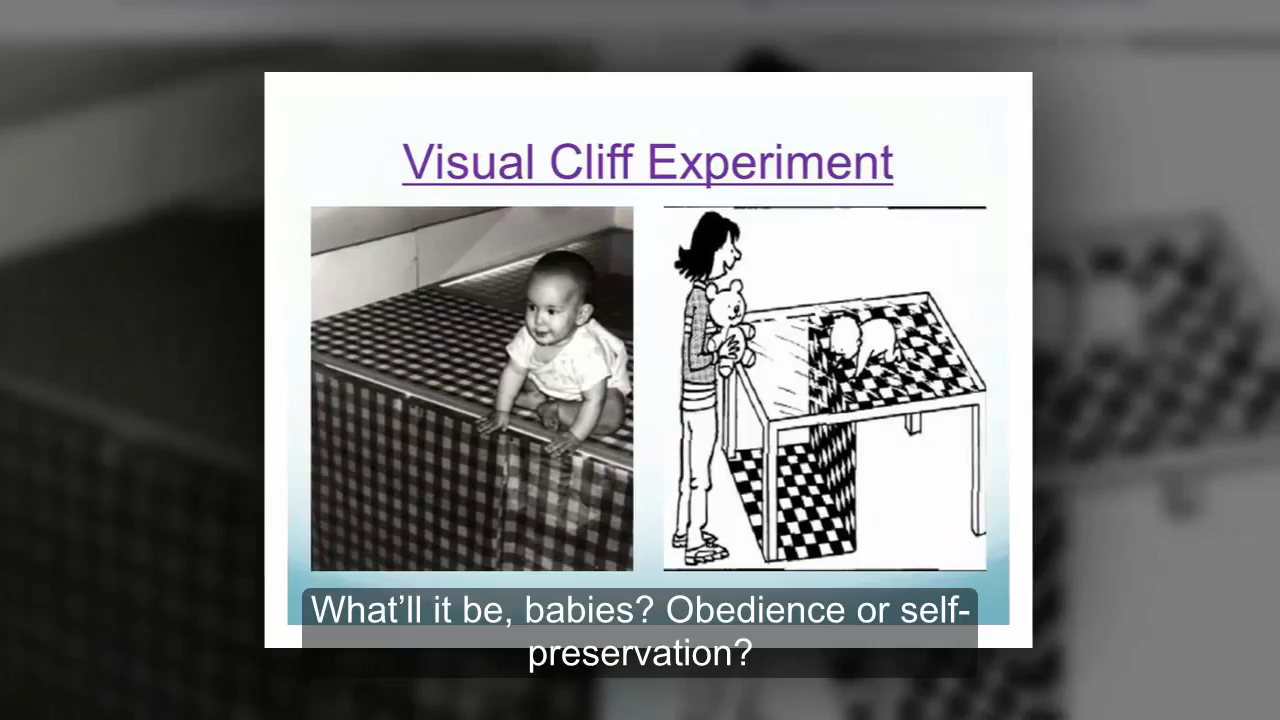 Visual Cliff Experiment
What’ll it be, babies? Obedience or self-
preservation?